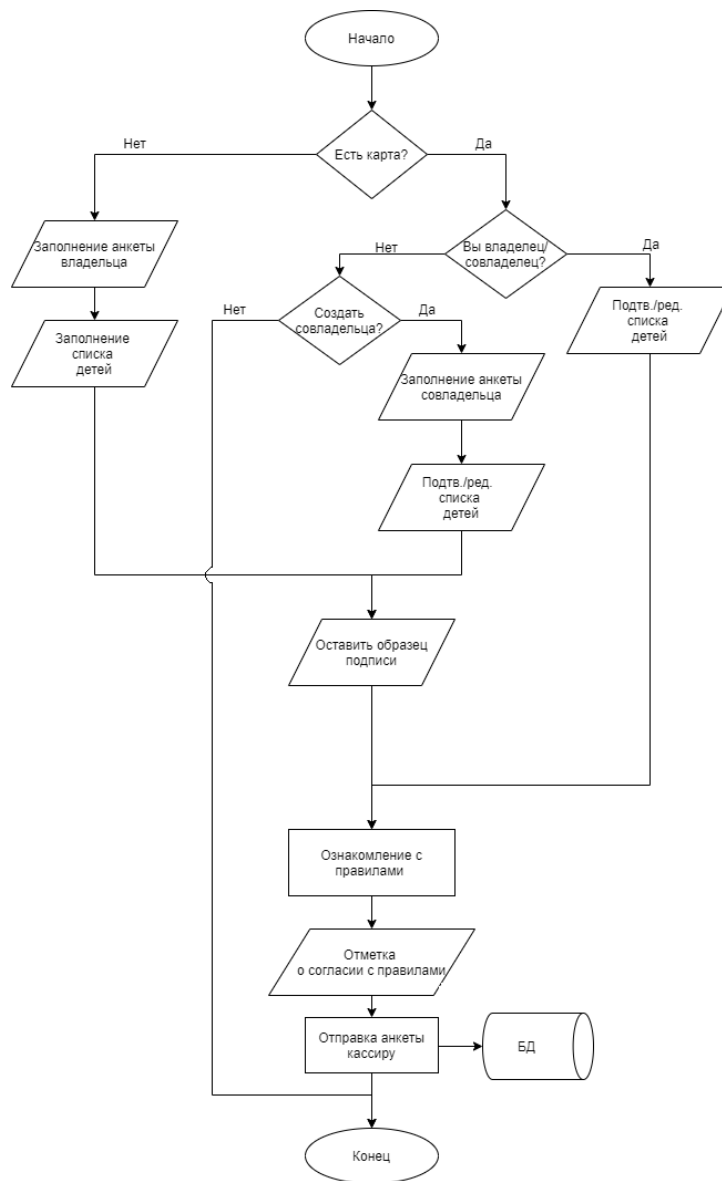 Начало
Нет
Есть карта?
Да
Заполнение анкеты
владельца
Нет
Вы владелец/
совладелец?
Да
Заполнение
списка
детей
Нет
Создать
совладельца?
Да
Подтв./ред.
списка
детей
Заполнение анкеты
совладельца
Подтв./ред.
списка
детей
Оставить образец
подписи
Ознакомление с
правилами
Отметка
о согласии с правилами
Отправка анкеты
кассиру
БД
Конец